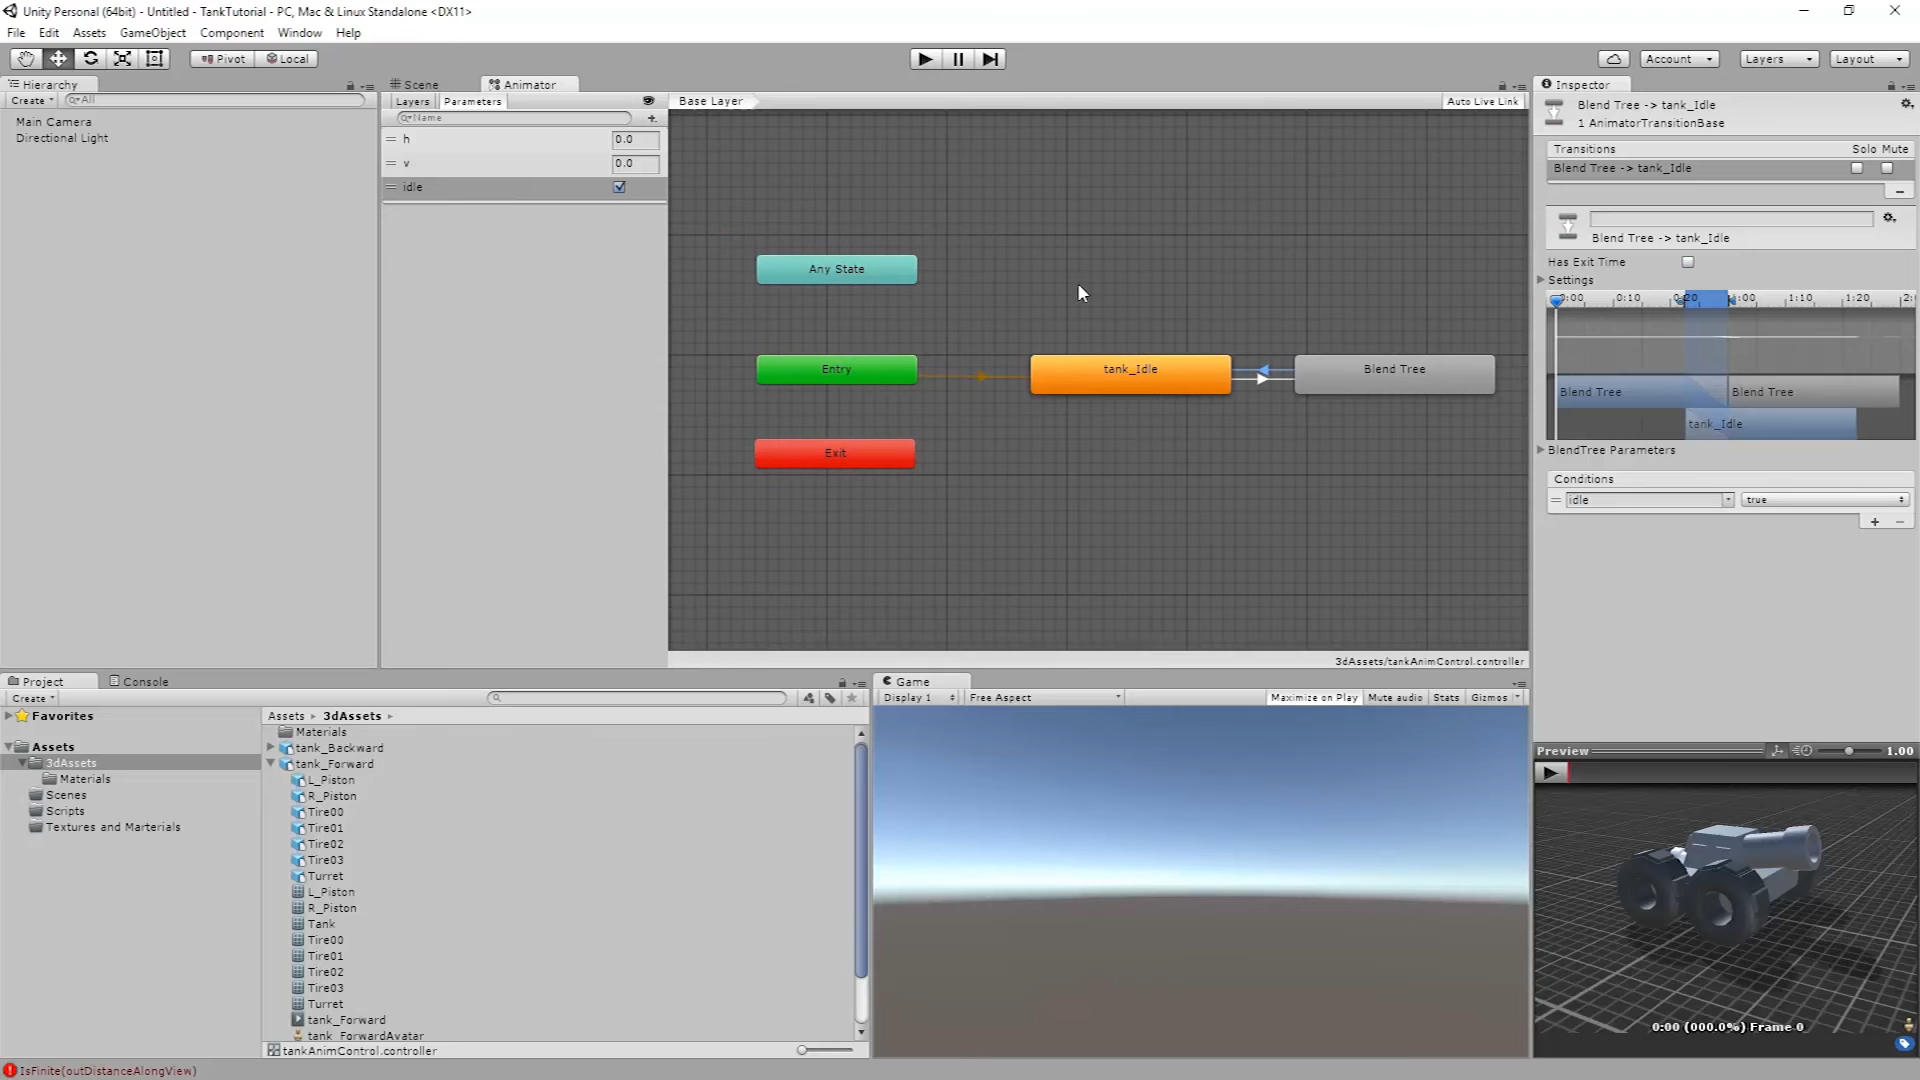 Unity Personal (64bit) - Untitled - TankTutorial - PC, Mac & Linux Standalone <DX11>
File Edit Assets GameObject Component Window Help
Pivot Local Account Layers Layout
Hierarchy
Create All
Main Camera
Directional Light
Scene Animator
Layers Parameters
Name
h 0.0
v 0.0
idle
Base Layer Auto Live Link
Any State
Entry
Exit
tank_Idle
Blend Tree
3dAssets/tankAnimControl.controller
Inspector
Blend Tree -> tank_Idle
1 AnimatorTransitionBase
Transitions Solo Mute
Blend Tree -> tank_Idle
Blend Tree -> tank_Idle
Has Exit Time
Settings
0:10 1:00 1:10 1:20
Blend Tree Blend Tree
tank_Idle
BlendTree Parameters
Conditions
idle true
Project Console
Create
Favorites
Assets
3dAssets
Materials
Scenes
Scripts
Textures and Marterials
Assets 3dAssets
Materials
tank_Backward
tank_Forward
L_Piston
R_Piston
Tire00
Tire01
Tire02
Tire03
Turret
L_Piston
R_Piston
Tank
Tire00
Tire01
Tire02
Tire03
Turret
tank_Forward
tank_ForwardAvatar
tankAnimControl.controller
Game
Display 1 Free Aspect Maximize on Play Mute audio Stats Gizmos
Preview 1.00
0:00 (000.0%) Frame 0
IsFinite(outDistanceAlongView)